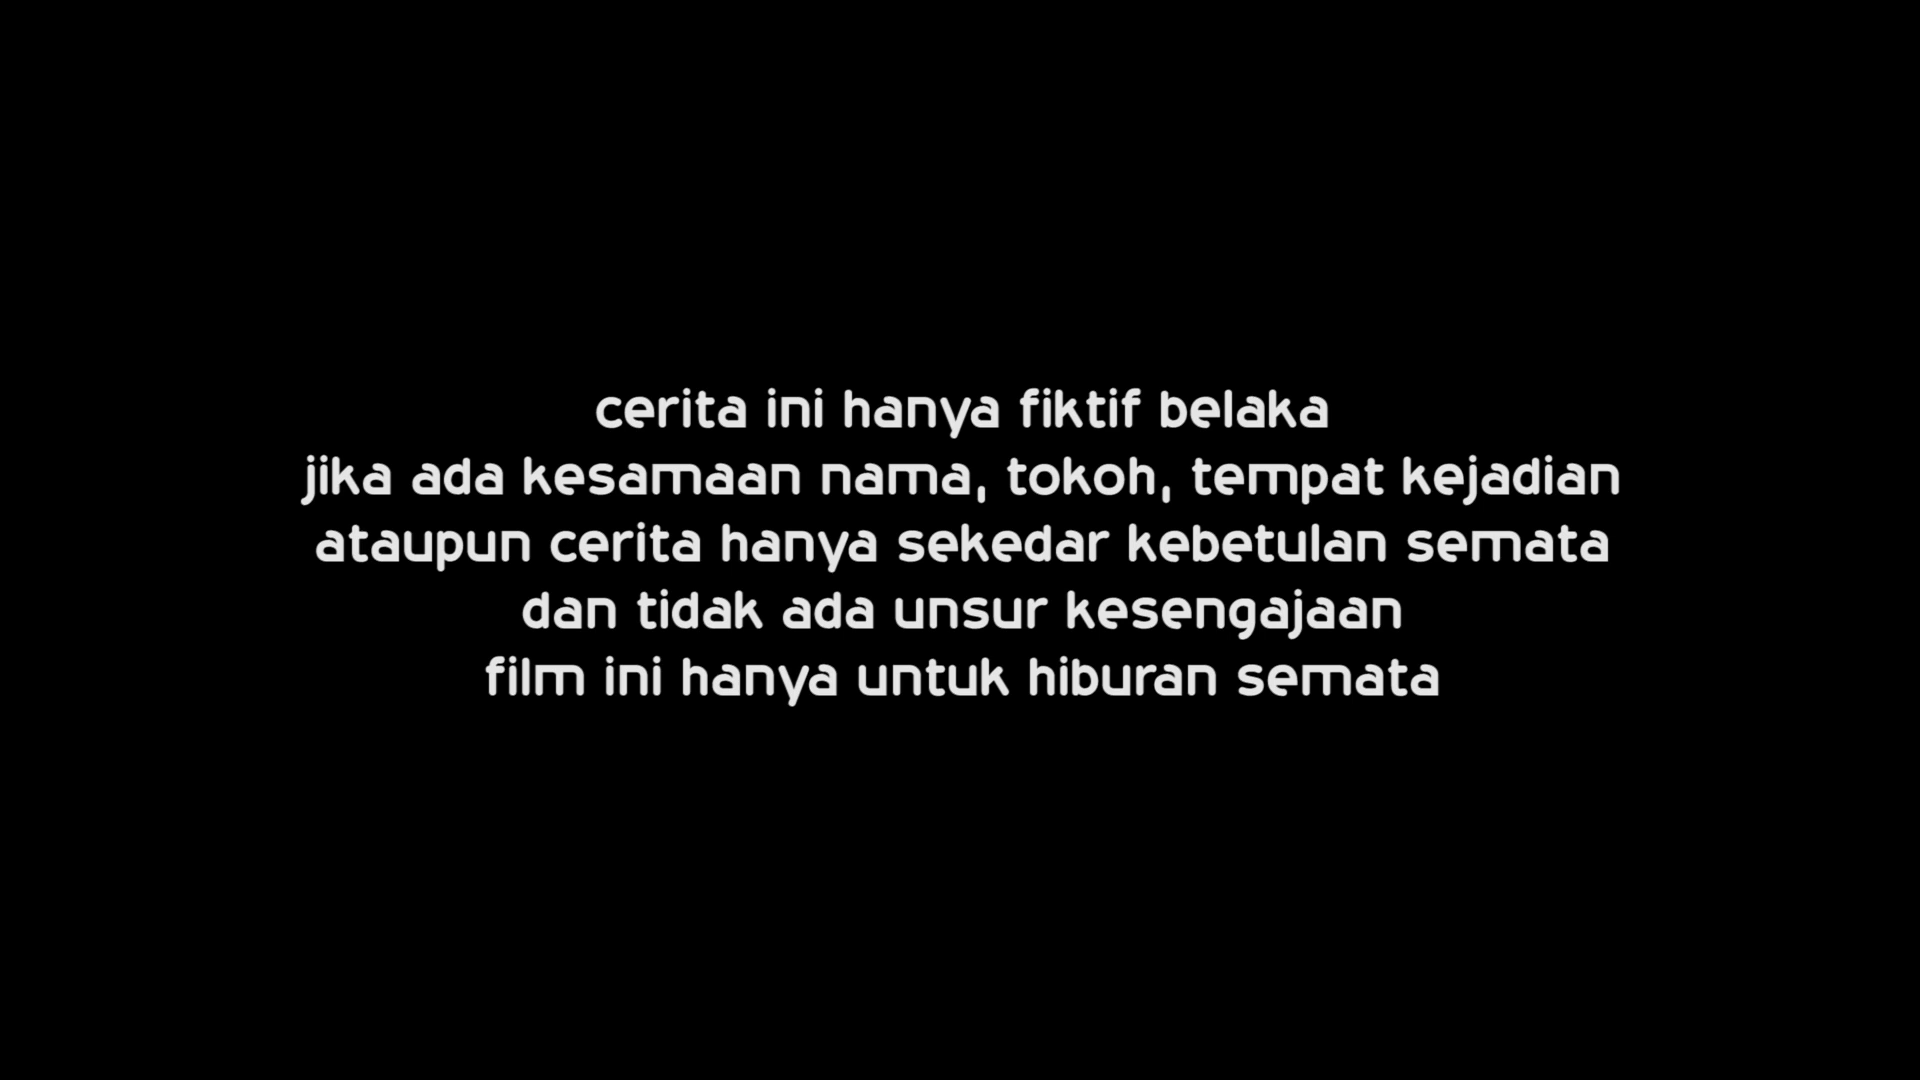 cerita ini hanya fiktif belaka
jika ada kesamaan nama, tokoh, tempat kejadian
ataupun cerita hanya sekedar kebetulan semata
dan tidak ada unsur kesengajaan
film ini hanya untuk hiburan semata